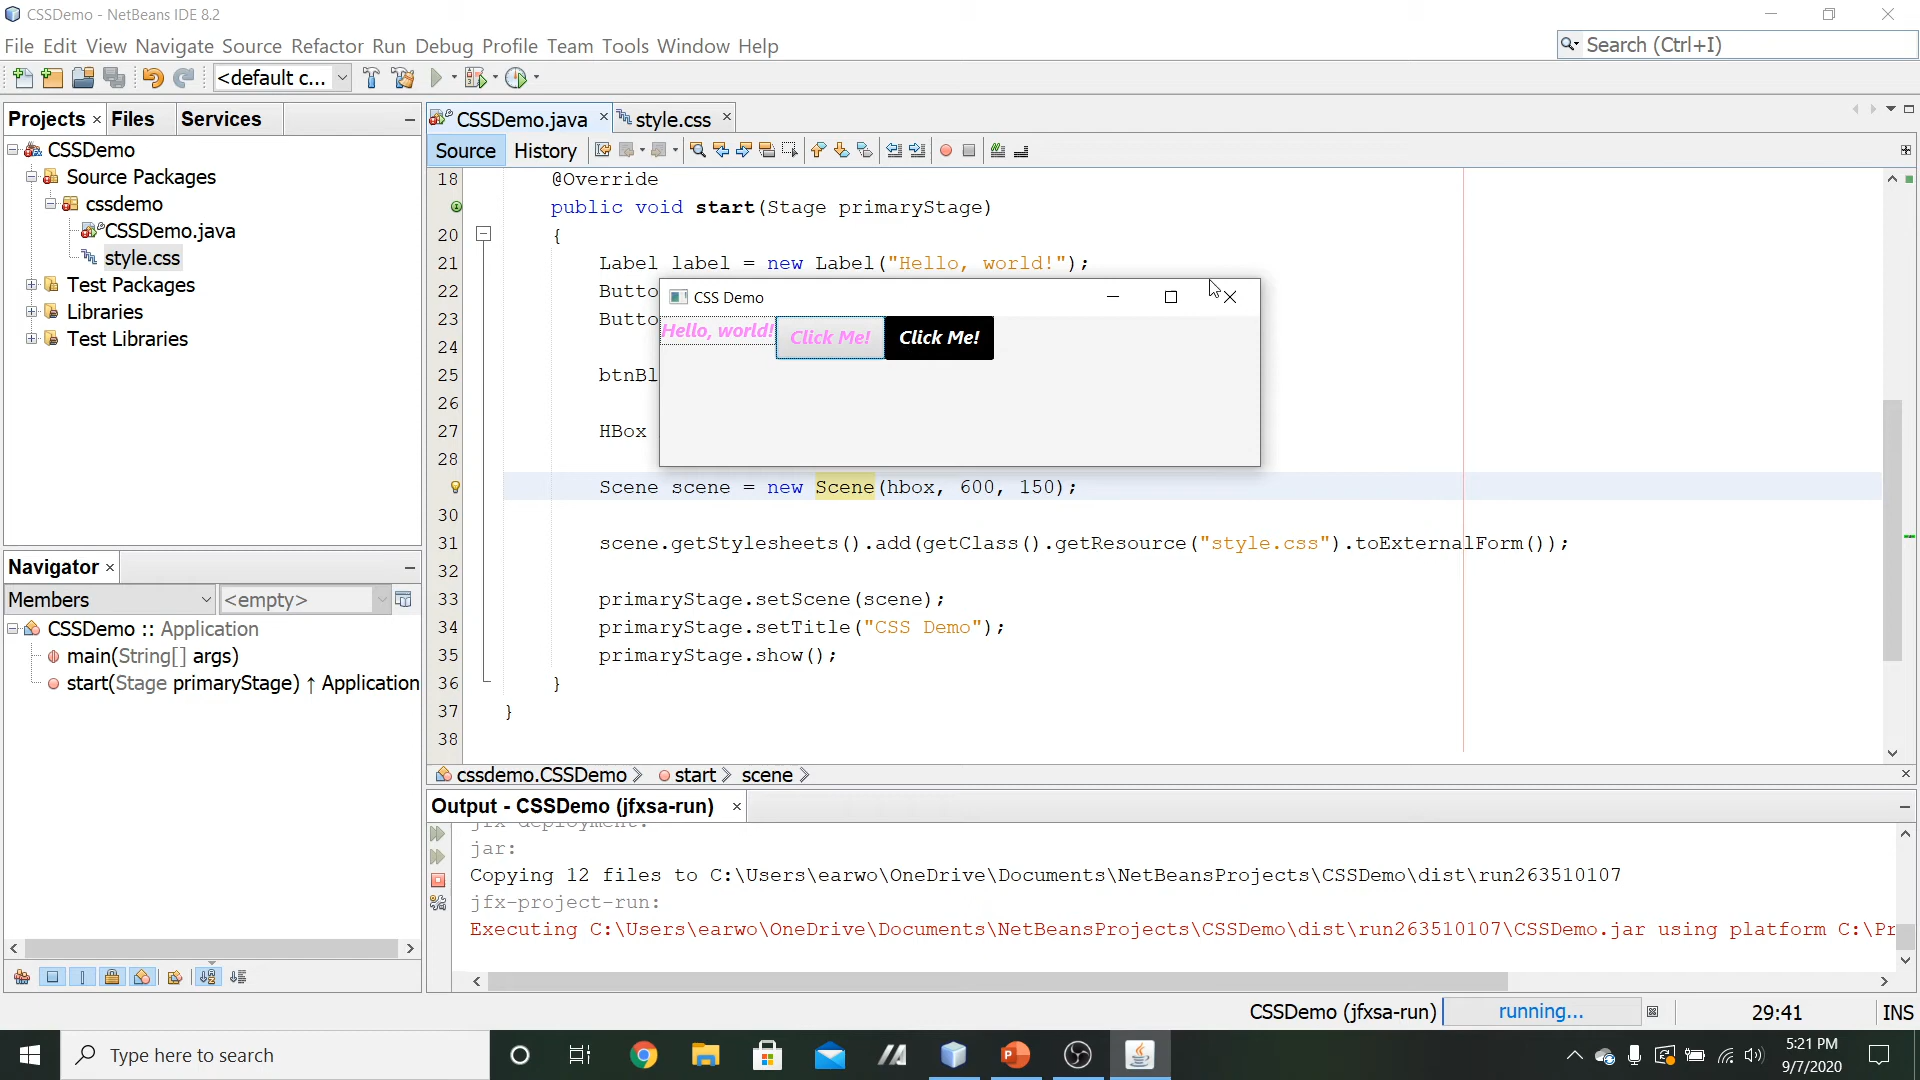 CSSDemo - NetBeans IDE 8.2
File Edit View Navigate Source Refactor Run Debug Profile Team Tools Window Help
Search (Ctrl+I)
<default c...
Projects
Files
Services
CSSDemo
Source Packages
cssdemo
CSSDemo.java
style.css
Test Packages
Libraries
Test Libraries
Navigator
Members
<empty>
CSSDemo :: Application
main(String[] args)
start(Stage primaryStage) ↑ Application
CSSDemo.java
style.css
Source
History
18 @Override
public void start(Stage primaryStage)
20 {
21 Label label = new Label("Hello, world!");
22 Butto
23 Butto
24
25 btnBl
26
27 HBox
28
Scene scene = new Scene(hbox, 600, 150);
30
31 scene.getStylesheets().add(getClass().getResource("style.css").toExternalForm());
32
33 primaryStage.setScene(scene);
34 primaryStage.setTitle("CSS Demo");
35 primaryStage.show();
36 }
37 }
38
CSS Demo
Hello, world!
Click Me!
Click Me!
cssdemo.CSSDemo
start
scene
Output - CSSDemo (jfxsa-run)
jfx-deployment:
jar:
Copying 12 files to C:\Users\earwo\OneDrive\Documents\NetBeansProjects\CSSDemo\dist\run263510107
jfx-project-run:
Executing C:\Users\earwo\OneDrive\Documents\NetBeansProjects\CSSDemo\dist\run263510107\CSSDemo.jar using platform C:\Pr
CSSDemo (jfxsa-run)
running...
29:41
INS
Type here to search
5:21 PM
9/7/2020